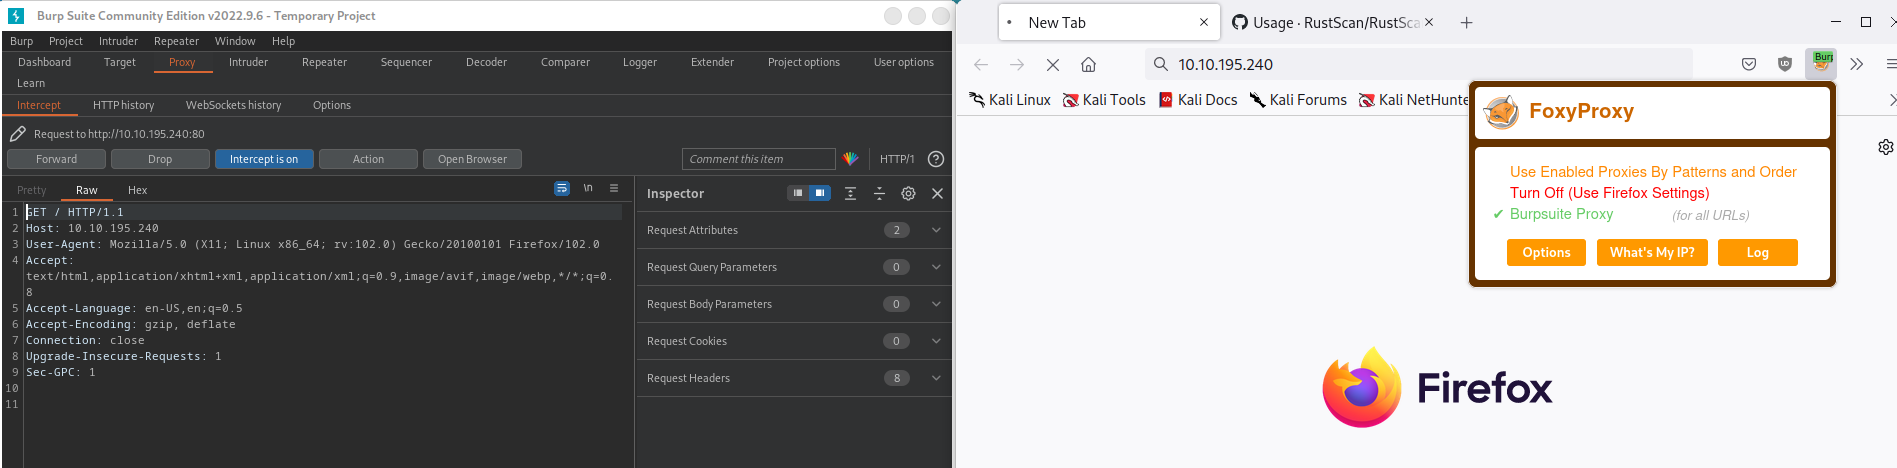 Burp Suite Community Edition v2022.9.6 - Temporary Project
Burp Project Intruder Repeater Window Help
Dashboard Target Proxy Intruder Repeater Sequencer Decoder Comparer Logger Extender Project options User options
Learn
Intercept HTTP history WebSockets history Options
Request to http://10.10.195.240:80
Forward Drop Intercept is on Action Open Browser Comment this item HTTP/1
Pretty Raw Hex \n
1 GET / HTTP/1.1
2 Host: 10.10.195.240
3 User-Agent: Mozilla/5.0 (X11; Linux x86_64; rv:102.0) Gecko/20100101 Firefox/102.0
4 Accept:
text/html,application/xhtml+xml,application/xml;q=0.9,image/avif,image/webp,*/*;q=0.
8
5 Accept-Language: en-US,en;q=0.5
6 Accept-Encoding: gzip, deflate
7 Connection: close
8 Upgrade-Insecure-Requests: 1
9 Sec-GPC: 1
10
11
Inspector
Request Attributes 2
Request Query Parameters 0
Request Body Parameters 0
Request Cookies 0
Request Headers 8
New Tab Usage · RustScan/RustSca
10.10.195.240 Burp
Kali Linux Kali Tools Kali Docs Kali Forums Kali NetHunte
FoxyProxy
Use Enabled Proxies By Patterns and Order
Turn Off (Use Firefox Settings)
✔ Burpsuite Proxy (for all URLs)
Options What's My IP? Log
Firefox